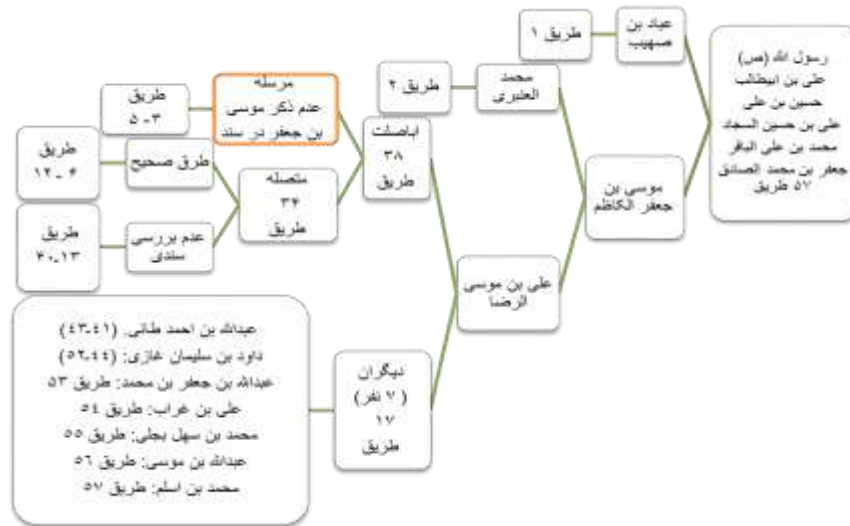 رسول الله (ص)
علی بن ابیطالب
حسین بن علی
علی بن حسین السجاد
محمد بن علی الباقر
جعفر بن محمد الصادق
۵۷ طریق
عباد بن
صهیب
طریق ۱
موسی بن
جعفر الکاظم
محمد
العنبری
طریق ۲
علی بن موسی
الرضا
اباصلت
۳۸
طریق
مرسله
عدم ذکر موسی
بن جعفر در سند
طریق
۳-۵
متصله
۳۴
طریق
طرق صحیح
طریق
۶-۱۲
عدم بررسی
سندی
طریق
۱۳-۴۰
دیگران
(۷ نفر)
۱۷
طریق
عبدالله بن احمد طائی. (۴۱-۴۳)
داود بن سلیمان غازی: (۴۴-۵۲)
عبدالله بن جعفر بن محمد: طریق ۵۳
علی بن غراب: طریق ۵۴
محمد بن سهل بجلی: طریق ۵۵
عبدالله بن موسی: طریق ۵۶
محمد بن اسلم: طریق ۵۷